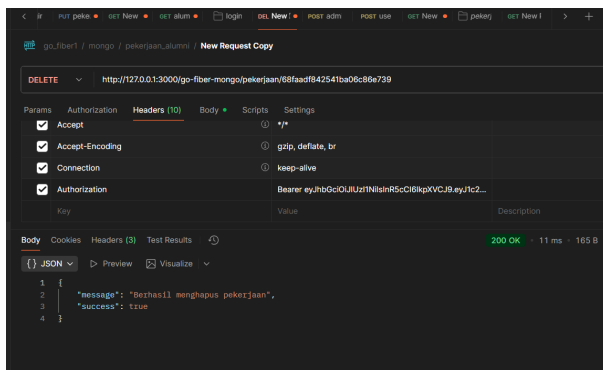 ir PUT peke GET New GET alum login DEL New POST adm POST use GET New pekerj GET New
go_fiber1 / mongo / pekerjaan_alumni / New Request Copy
DELETE http://127.0.0.1:3000/go-fiber-mongo/pekerjaan/68faadf842541ba06c86e739
Params Authorization Headers (10) Body Scripts Settings
Accept */*
Accept-Encoding gzip, deflate, br
Connection keep-alive
Authorization Bearer eyJhbGciOiJIUzI1NiIsInR5cCI6IkpXVCJ9.eyJ1c2...
Key Value Description
Body Cookies Headers (3) Test Results 200 OK 11 ms 165 B
{} JSON Preview Visualize
1 {
2 "message": "Berhasil menghapus pekerjaan",
3 "success": true
4 }